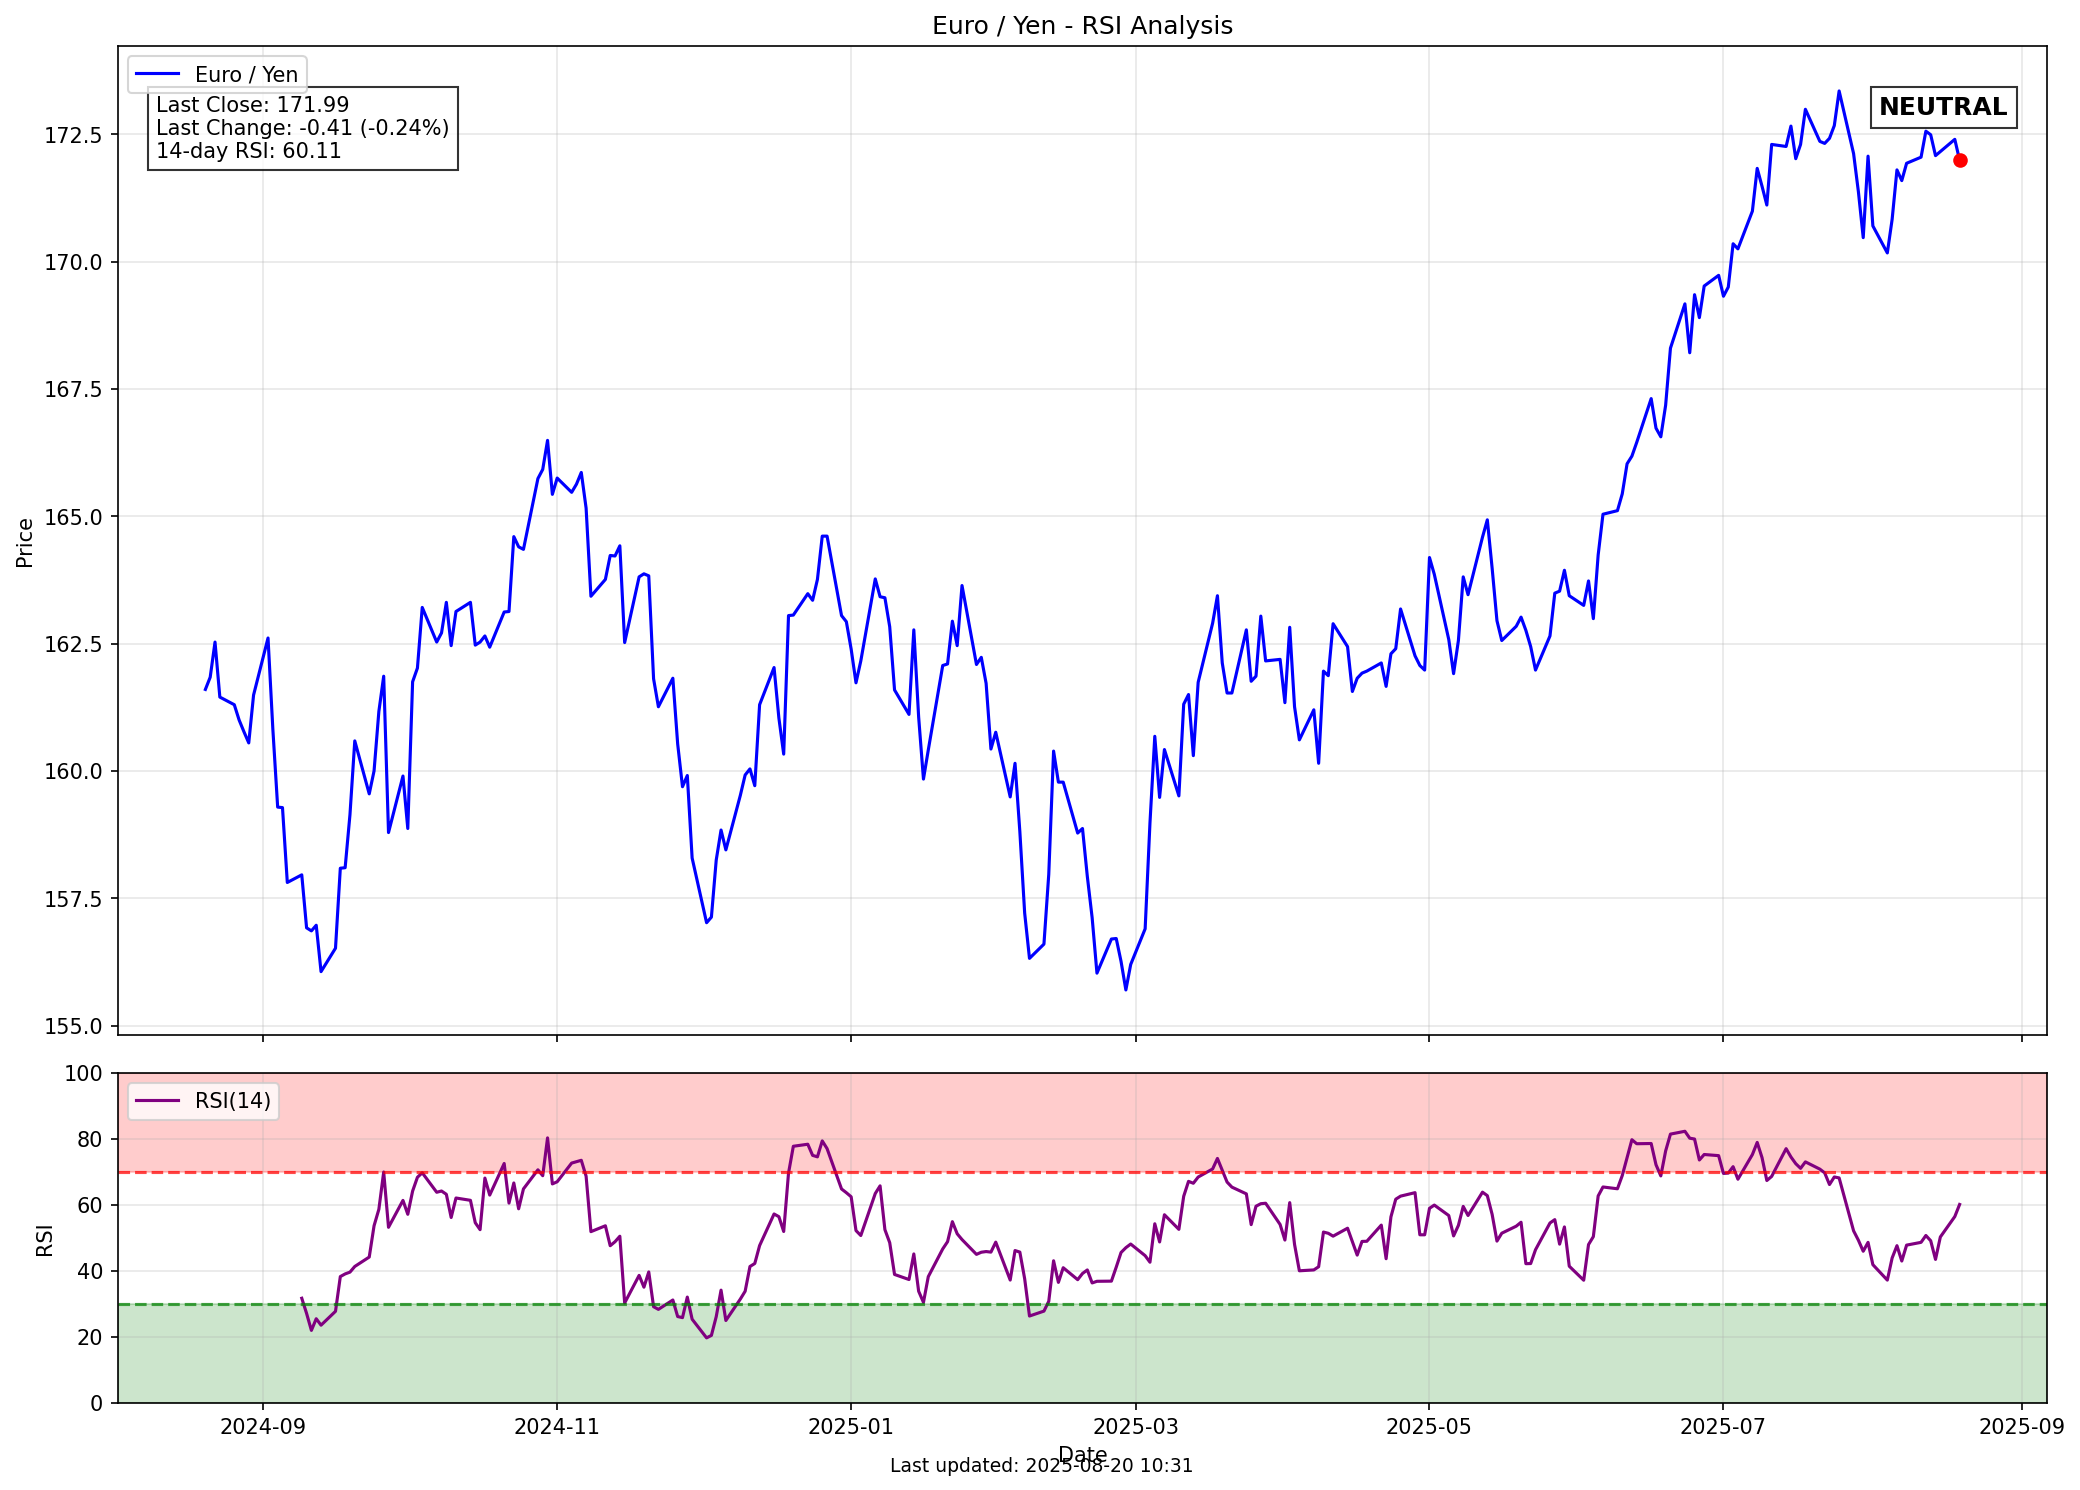 Euro / Yen - RSI Analysis
Euro / Yen
Last Close: 171.99
Last Change: -0.41 (-0.24%)
14-day RSI: 60.11
NEUTRAL
172.5
170.0
167.5
165.0
162.5
160.0
157.5
155.0
Price
RSI(14)
100
80
60
40
20
0
RSI
2024-09
2024-11
2025-01
2025-03
2025-05
2025-07
2025-09
Date
Last updated: 2025-08-20 10:31